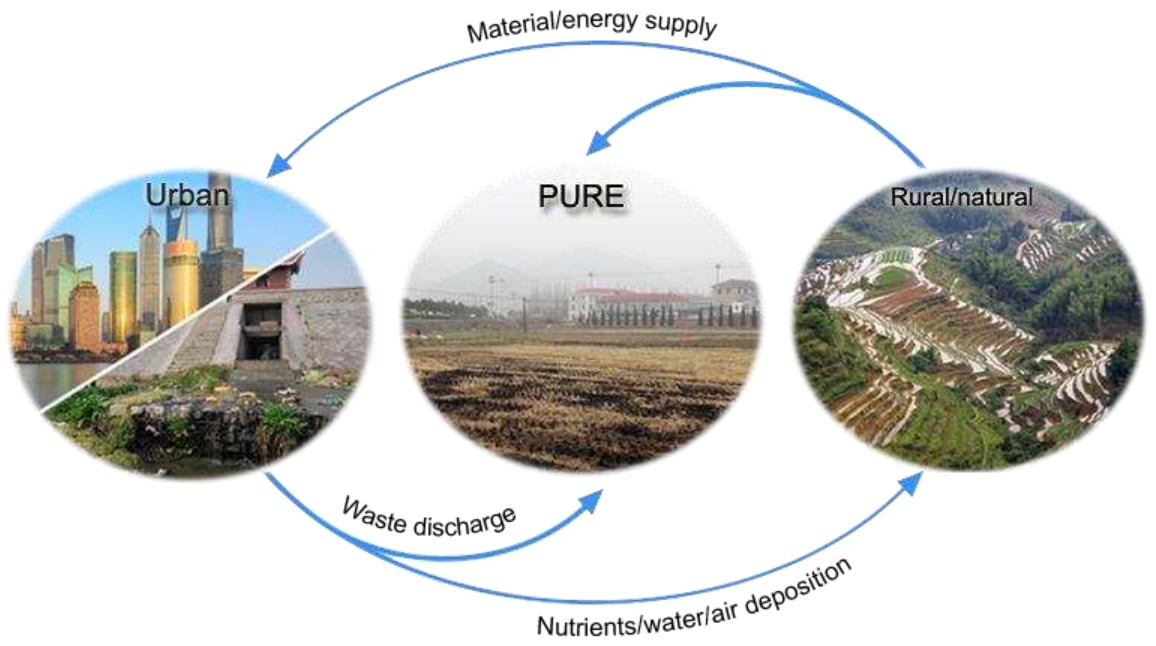 Material/energy supply
Urban
PURE
Rural/natural
Waste discharge
Nutrients/water/air deposition